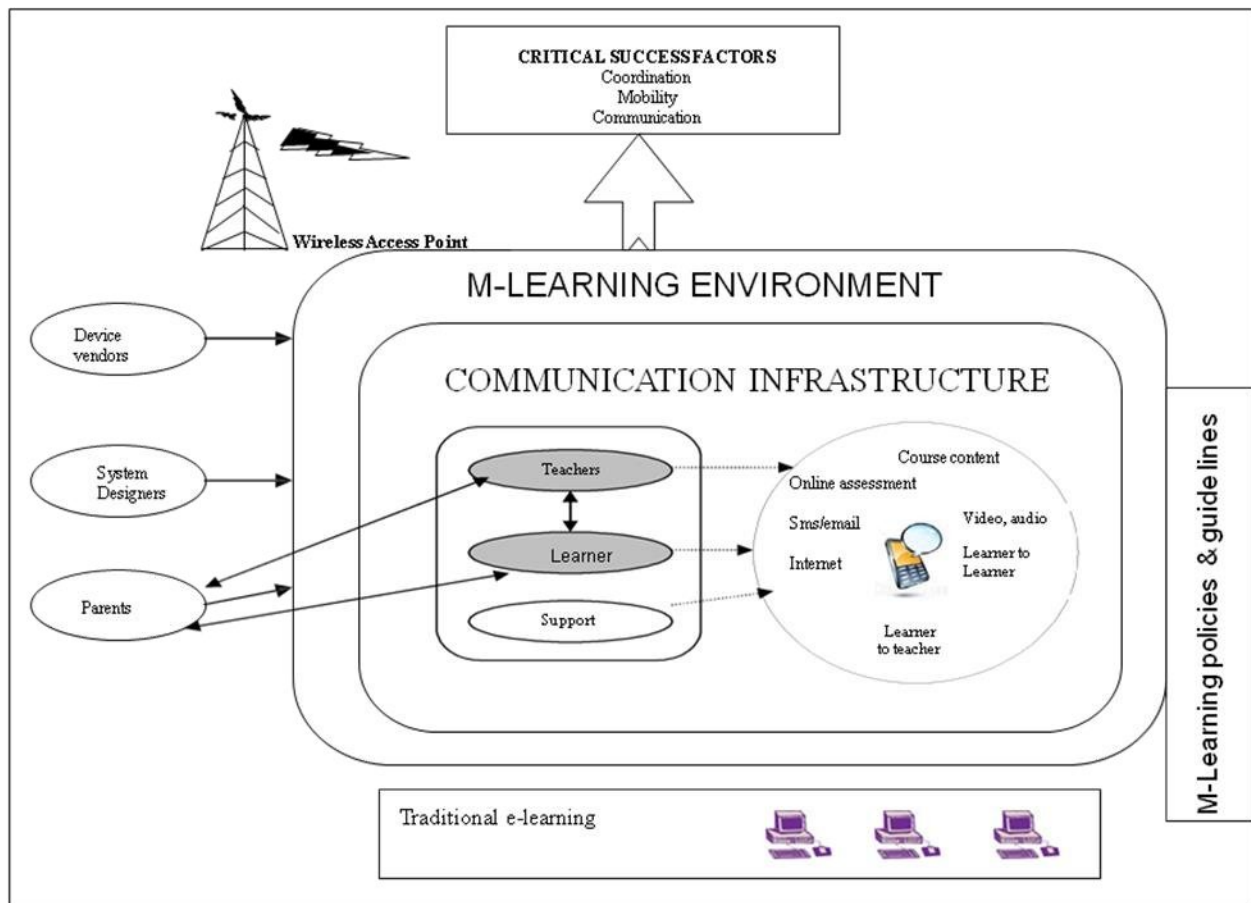 CRITICAL SUCCESS FACTORS
Coordination
Mobility
Communication
Wireless Access Point
M-LEARNING ENVIRONMENT
Device
vendors
COMMUNICATION INFRASTRUCTURE
System
Designers
Teachers
Learner
Support
Parents
Course content
Online assessment
Sms/email
Video, audio
Internet
Learner to
Learner
Learner
to teacher
M-Learning policies & guide lines
Traditional e-learning